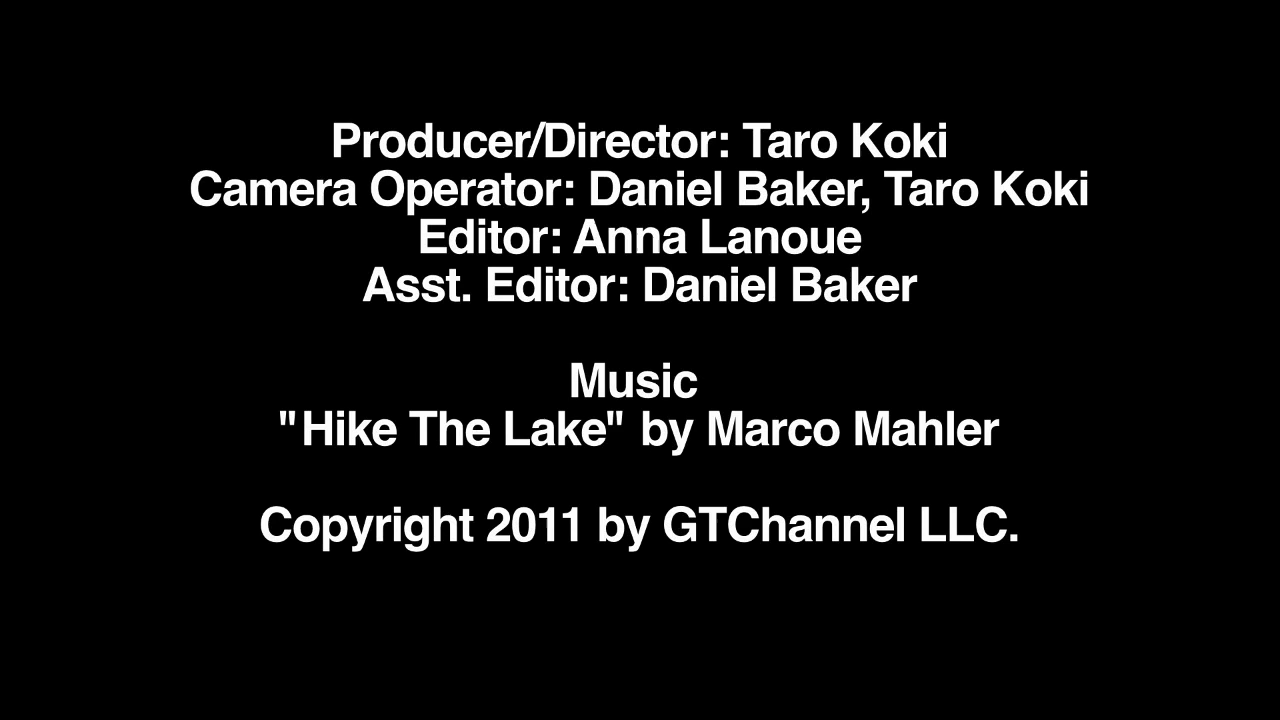 Producer/Director: Taro Koki
Camera Operator: Daniel Baker, Taro Koki
Editor: Anna Lanoue
Asst. Editor: Daniel Baker
Music
"Hike The Lake" by Marco Mahler
Copyright 2011 by GTChannel LLC.